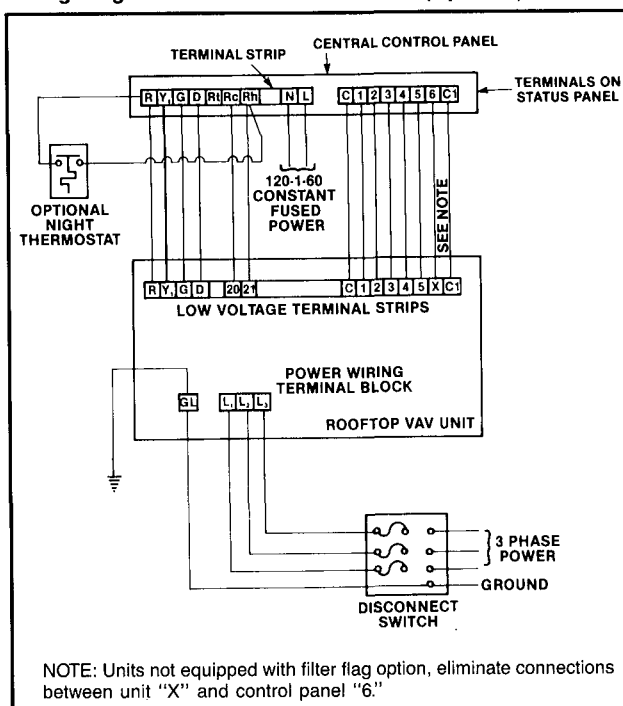 TERMINAL STRIP
CENTRAL CONTROL PANEL
R Y1 G D Rt Rc Rh N L C 1 2 3 4 5 6 C1
TERMINALS ON
STATUS PANEL
120-1-60
CONSTANT
FUSED
POWER
OPTIONAL
NIGHT
THERMOSTAT
SEE NOTE
R Y1 G D 20 21 C 1 2 3 4 5 X C1
LOW VOLTAGE TERMINAL STRIPS
POWER WIRING
TERMINAL BLOCK
GL L1 L2 L3
ROOFTOP VAV UNIT
3 PHASE
POWER
GROUND
DISCONNECT
SWITCH
NOTE: Units not equipped with filter flag option, eliminate connections
between unit "X" and control panel "6."